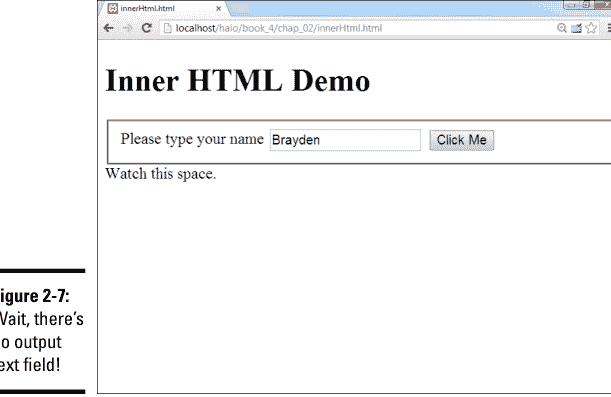 innerHtml.html
localhost/haio/book_4/chap_02/innerHtml.html
Inner HTML Demo
Please type your name Brayden Click Me
Watch this space.
igure 2-7:
Wait, there's
o output
ext field!